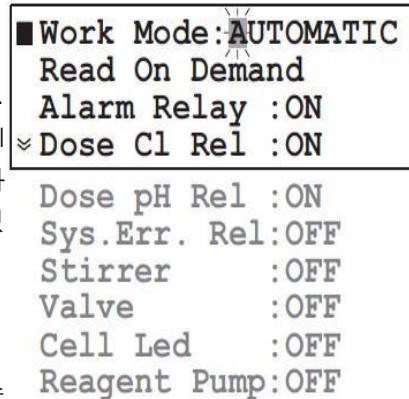 Work Mode:AUTOMATIC
Read On Demand
Alarm Relay :ON
Dose Cl Rel :ON
Dose pH Rel :ON
Sys.Err. Rel:OFF
Stirrer :OFF
Valve :OFF
Cell Led :OFF
Reagent Pump:OFF